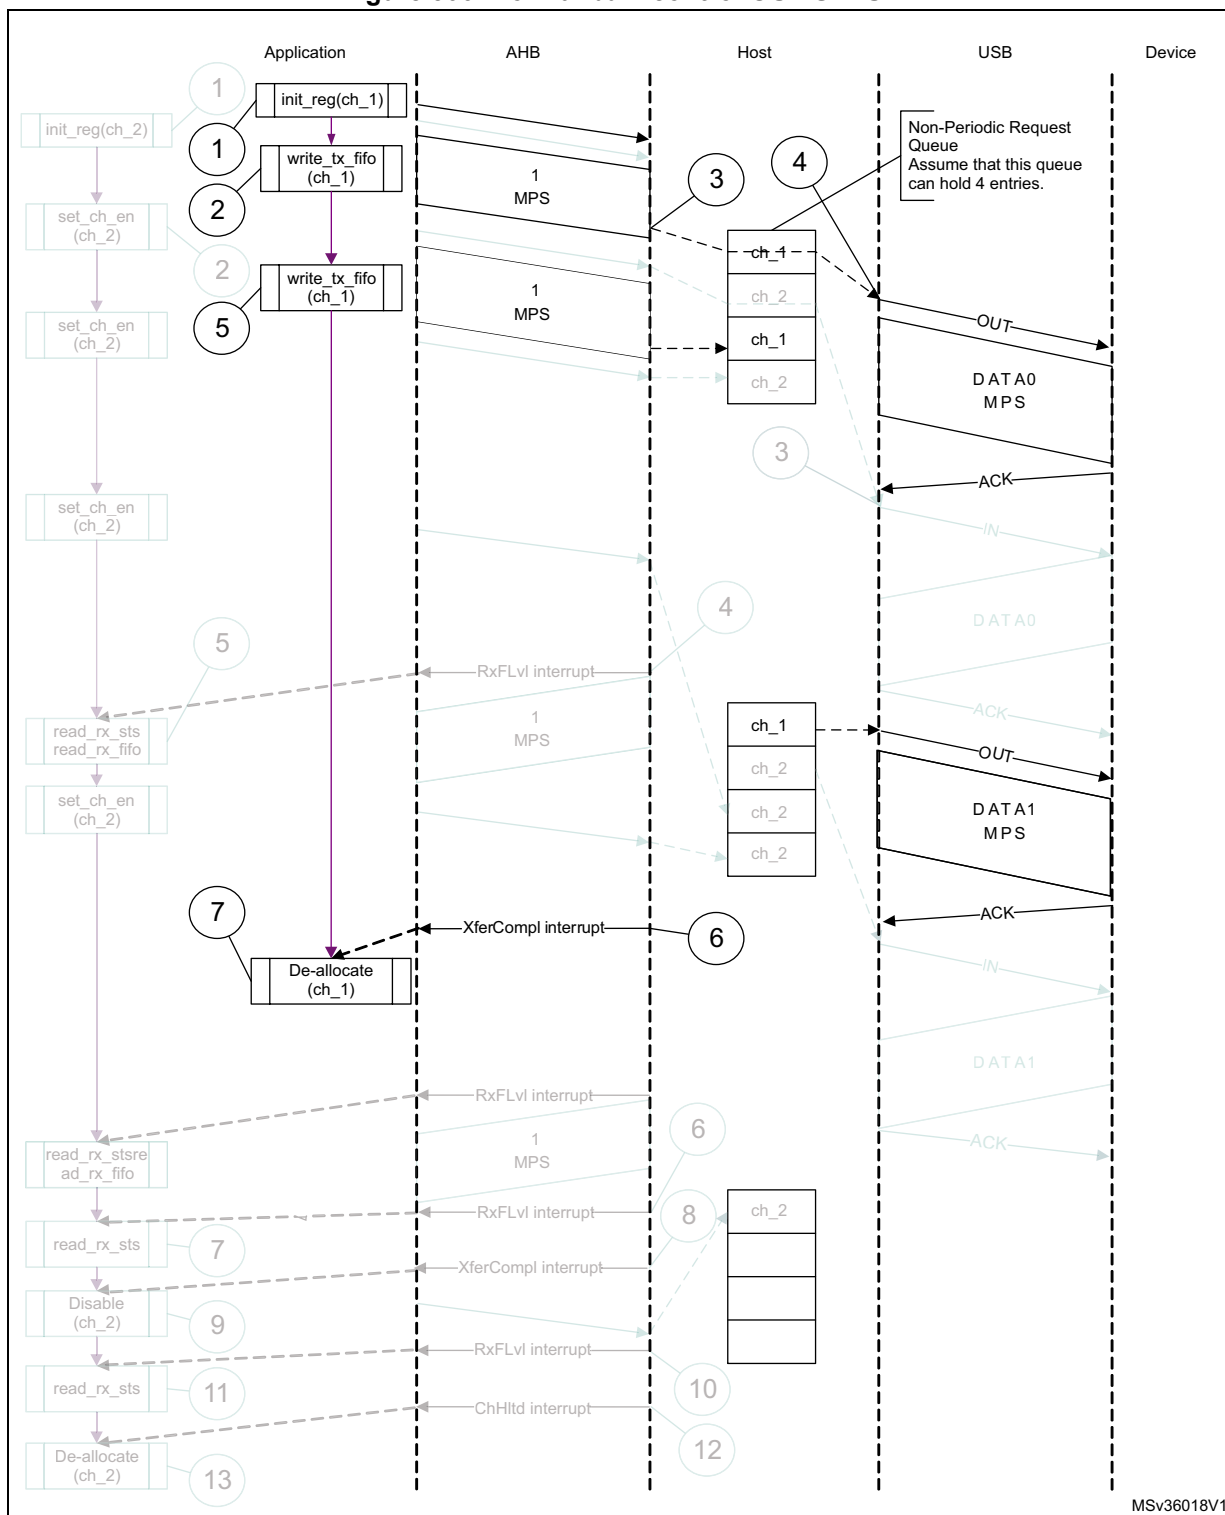 Application
AHB
Host
USB
Device
1
init_reg(ch_1)
init_reg(ch_2)
1
write_tx_fifo
(ch_1)
2
1
MPS
3
4
Non-Periodic Request
Queue
Assume that this queue
can hold 4 entries.
set_ch_en
(ch_2)
2
ch_1
ch_2
ch_1
ch_2
write_tx_fifo
(ch_1)
5
1
MPS
set_ch_en
(ch_2)
OUT
DATA0
MPS
3
ACK
set_ch_en
(ch_2)
IN
4
DATA0
5
RxFLvl interrupt
read_rx_sts
read_rx_fifo
1
MPS
ACK
ch_1
ch_2
ch_2
ch_2
OUT
set_ch_en
(ch_2)
DATA1
MPS
7
XferCompl interrupt
6
ACK
De-allocate
(ch_1)
IN
DATA1
RxFLvl interrupt
read_rx_stsre
ad_rx_fifo
1
MPS
6
ACK
RxFLvl interrupt
8
ch_2
read_rx_sts
7
XferCompl interrupt
Disable
(ch_2)
9
RxFLvl interrupt
10
read_rx_sts
11
ChHltd interrupt
12
De-allocate
(ch_2)
13
MSv36018V1